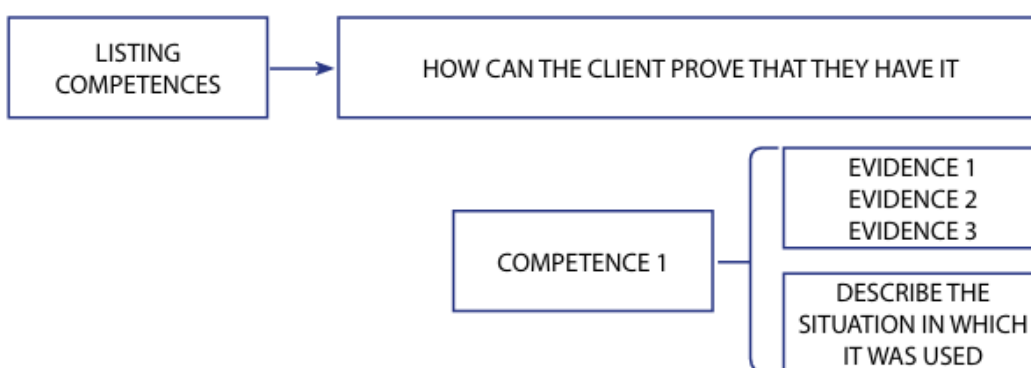 LISTING
COMPETENCES
HOW CAN THE CLIENT PROVE THAT THEY HAVE IT
COMPETENCE 1
EVIDENCE 1
EVIDENCE 2
EVIDENCE 3
DESCRIBE THE
SITUATION IN WHICH
IT WAS USED